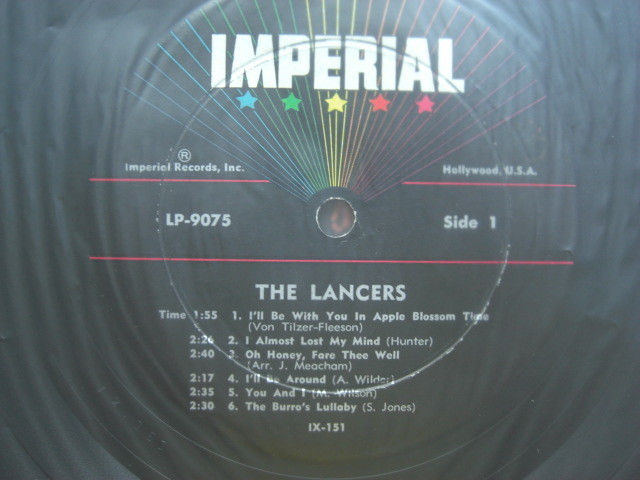 IMPERIAL
®
Imperial Records, Inc. Hollywood, U.S.A.
LP-9075 Side 1
THE LANCERS
Time 1:55 1. I'll Be With You In Apple Blossom Time
(Von Tilzer-Fleeson)
2:26 2. I Almost Lost My Mind (Hunter)
2:40 3. Oh Honey, Fare Thee Well
(Arr. J. Meacham)
2:17 4. I'll Be Around (A. Wilder)
2:35 5. You And I (M. Wilson)
2:30 6. The Burro's Lullaby (S. Jones)
IX-151